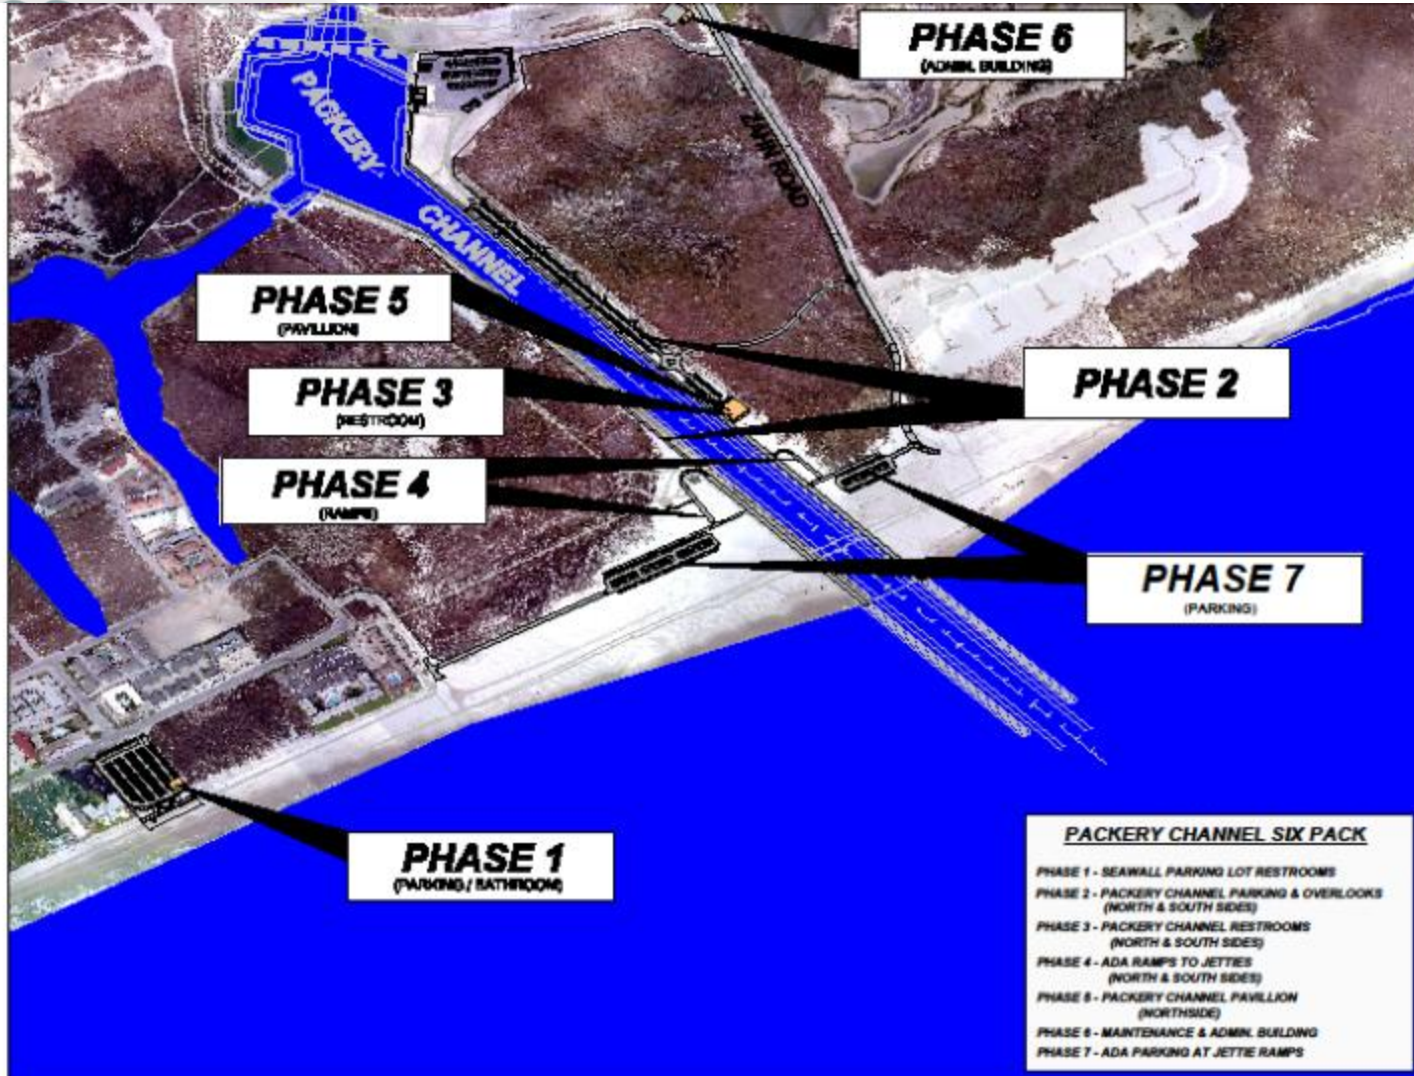 PHASE 6
(ADMIN. BUILDING)
PACKERY
ZAHN ROAD
CHANNEL
PHASE 5
(PAVILLION)
PHASE 3
(RESTROOM)
PHASE 2
PHASE 4
(RAMPS)
PHASE 7
(PARKING)
PHASE 1
(PARKING / BATHROOM)
PACKERY CHANNEL SIX PACK
PHASE 1 - SEAWALL PARKING LOT RESTROOMS
PHASE 2 - PACKERY CHANNEL PARKING & OVERLOOKS
(NORTH & SOUTH SIDES)
PHASE 3 - PACKERY CHANNEL RESTROOMS
(NORTH & SOUTH SIDES)
PHASE 4 - ADA RAMPS TO JETTIES
(NORTH & SOUTH SIDES)
PHASE 5 - PACKERY CHANNEL PAVILLION
(NORTHSIDE)
PHASE 6 - MAINTENANCE & ADMIN. BUILDING
PHASE 7 - ADA PARKING AT JETTIE RAMPS